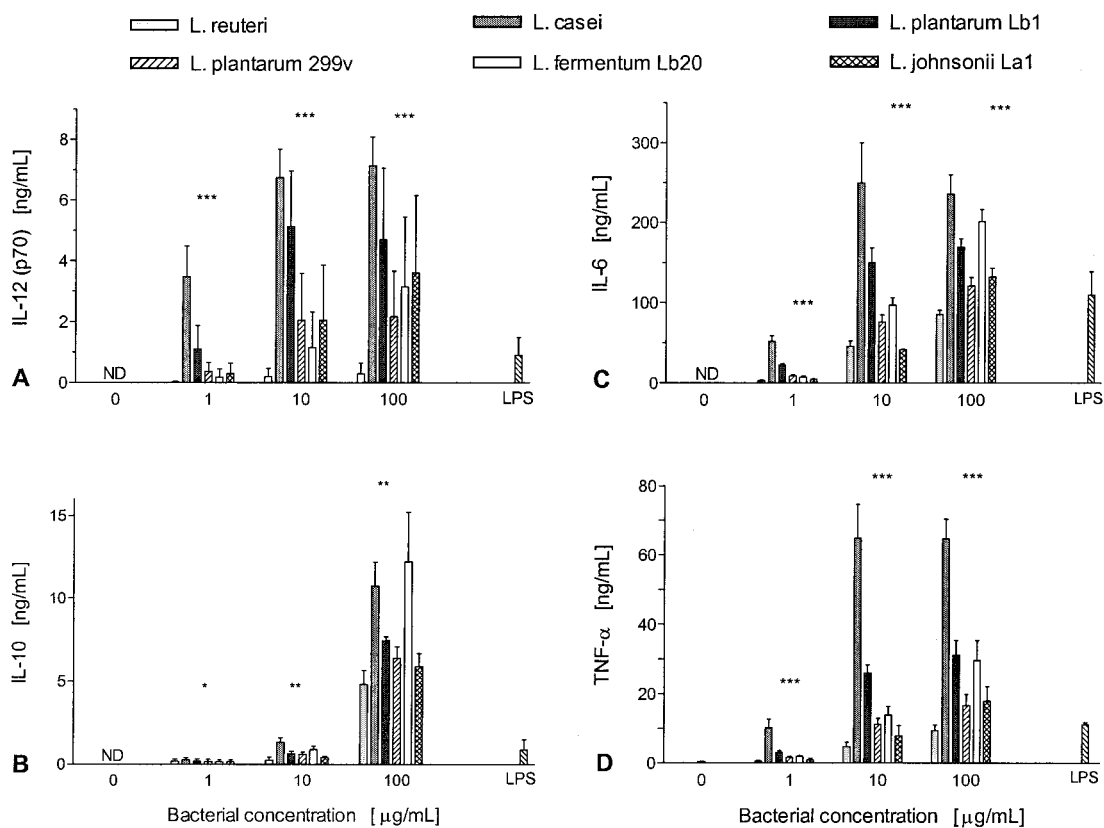 L. reuteri L. casei L. plantarum Lb1
L. plantarum 299v L. fermentum Lb20 L. johnsonii La1
A
IL-12 (p70) [ng/mL]
8
6
4
2
0
ND
***
***
***
0 1 10 100 LPS
C
IL-6 [ng/mL]
300
250
200
150
100
50
0
ND
***
***
***
0 1 10 100 LPS
B
IL-10 [ng/mL]
15
10
5
0
ND
*
**
**
0 1 10 100 LPS
Bacterial concentration [ μg/mL]
D
TNF-α [ng/mL]
80
60
40
20
0
***
***
***
0 1 10 100 LPS
Bacterial concentration [ μg/mL]